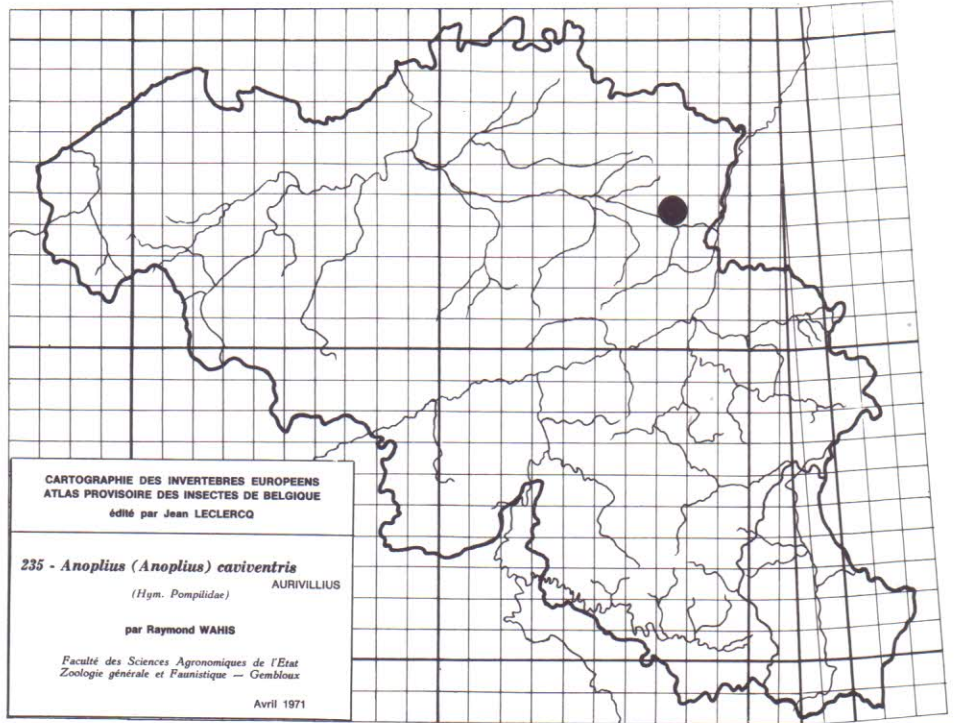 CARTOGRAPHIE DES INVERTEBRES EUROPEENS
ATLAS PROVISOIRE DES INSECTES DE BELGIQUE
édité par Jean LECLERCQ
235 - Anoplius (Anoplius) caviventris
AURIVILLIUS
(Hym. Pompilidae)
par Raymond WAHIS
Faculté des Sciences Agronomiques de l'Etat
Zoologie générale et Faunistique — Gembloux
Avril 1971